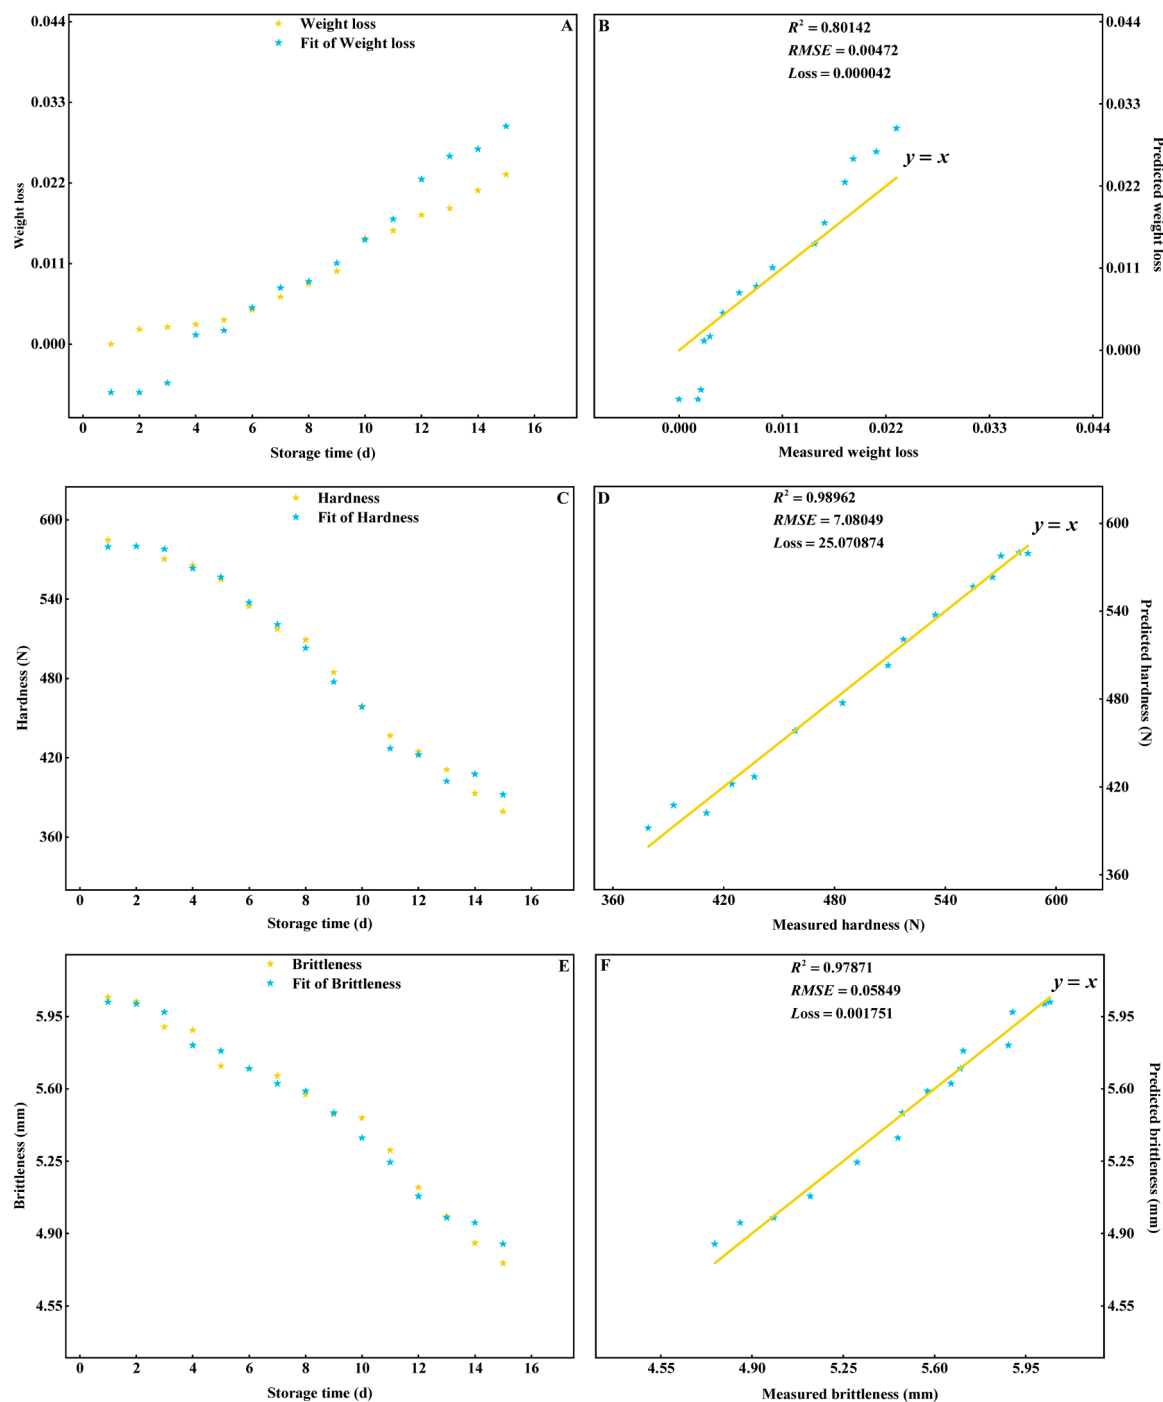 Weight loss
Fit of Weight loss
A
0.044
0.033
0.022
0.011
0.000
Weight loss
0 2 4 6 8 10 12 14 16
Storage time (d)
B
R² = 0.80142
RMSE = 0.00472
Loss = 0.000042
y = x
0.044
0.033
0.022
0.011
0.000
Predicted weight loss
0.000 0.011 0.022 0.033 0.044
Measured weight loss
Hardness
Fit of Hardness
C
600
540
480
420
360
Hardness (N)
0 2 4 6 8 10 12 14 16
Storage time (d)
D
R² = 0.98962
RMSE = 7.08049
Loss = 25.070874
y = x
600
540
480
420
360
Predicted hardness (N)
360 420 480 540 600
Measured hardness (N)
Brittleness
Fit of Brittleness
E
5.95
5.60
5.25
4.90
4.55
Brittleness (mm)
0 2 4 6 8 10 12 14 16
Storage time (d)
F
R² = 0.97871
RMSE = 0.05849
Loss = 0.001751
y = x
5.95
5.60
5.25
4.90
4.55
Predicted brittleness (mm)
4.55 4.90 5.25 5.60 5.95
Measured brittleness (mm)